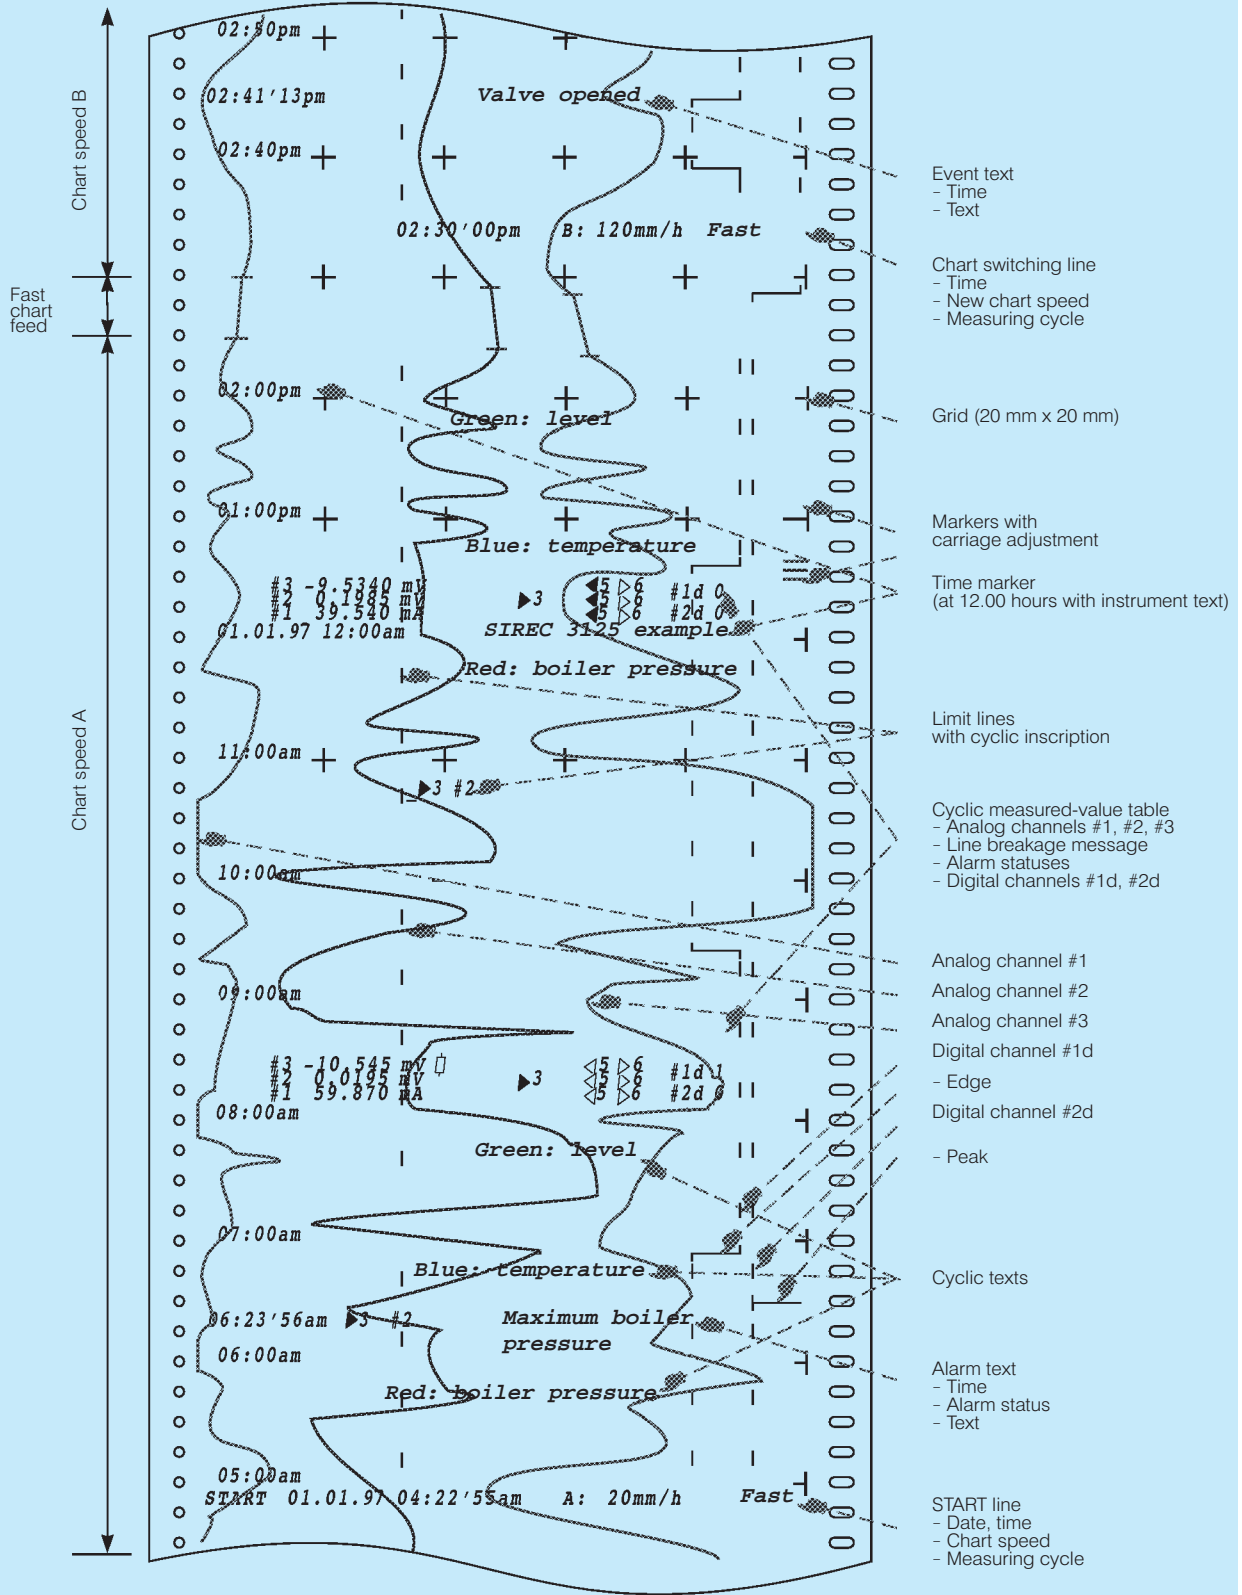 02:50pm
Valve opened
02:41'13pm
02:40pm
02:30'00pm B: 120mm/h Fast
02:00pm
Green: level
01:00pm
Blue: temperature
#3 -9.5340 mV 5 6 #1d 0
#2 0.1985 mV 3 5 6
#1 39.540 mA 5 6 #2d 0
01.01.97 12:00am SIREC 3125 example
Red: boiler pressure
11:00am
3 #2
10:00am
09:00am
#3 -10.545 mV 5 6 #1d 1
#2 0.0195 mV 3 5 6
#1 59.870 mA 5 6 #2d 0
08:00am
Green: level
07:00am
Blue: temperature
06:23'56am 3 #2 Maximum boiler
pressure
06:00am
Red: boiler pressure
05:00am
START 01.01.97 04:22'55am A: 20mm/h Fast
Chart speed B
Fast
chart
feed
Chart speed A
Event text
- Time
- Text
Chart switching line
- Time
- New chart speed
- Measuring cycle
Grid (20 mm x 20 mm)
Markers with
carriage adjustment
Time marker
(at 12.00 hours with instrument text)
Limit lines
with cyclic inscription
Cyclic measured-value table
- Analog channels #1, #2, #3
- Line breakage message
- Alarm statuses
- Digital channels #1d, #2d
Analog channel #1
Analog channel #2
Analog channel #3
Digital channel #1d
- Edge
Digital channel #2d
- Peak
Cyclic texts
Alarm text
- Time
- Alarm status
- Text
START line
- Date, time
- Chart speed
- Measuring cycle